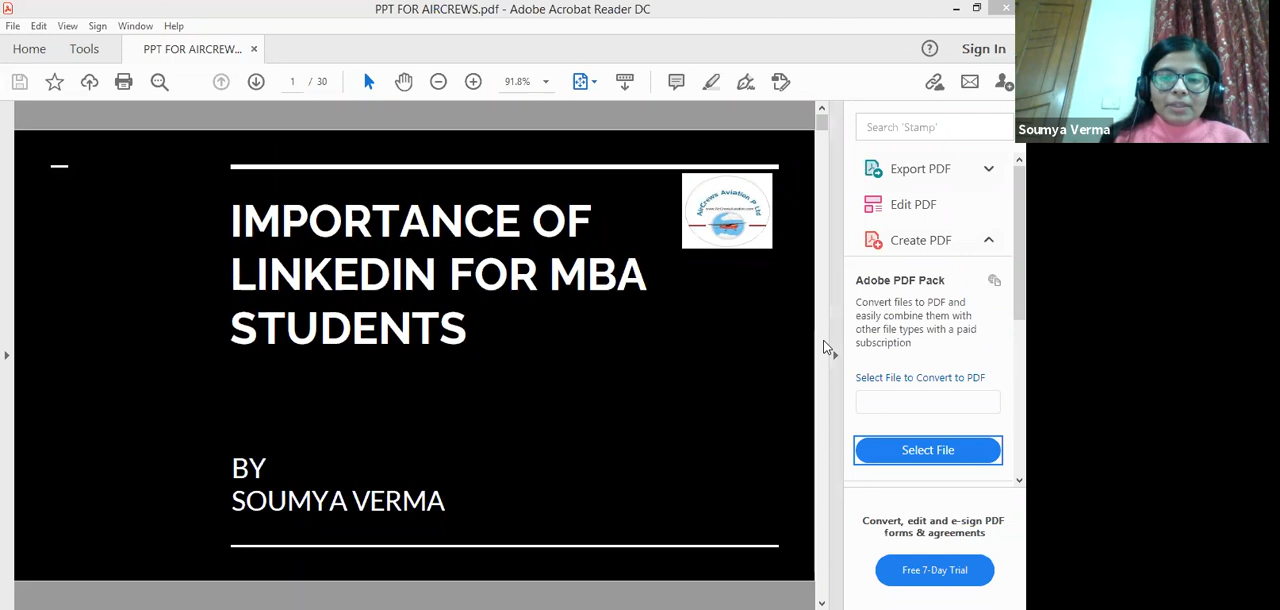 PPT FOR AIRCREWS.pdf - Adobe Acrobat Reader DC
File Edit View Sign Window Help
Home Tools PPT FOR AIRCREW... × Sign In
1 / 30 91.8%
Soumya Verma
Search 'Stamp'
Export PDF
Edit PDF
Create PDF
Adobe PDF Pack
Convert files to PDF and
easily combine them with
other file types with a paid
subscription
Select File to Convert to PDF
Select File
Convert, edit and e-sign PDF
forms & agreements
Free 7-Day Trial
AirCrews Aviation P Ltd
IMPORTANCE OF
LINKEDIN FOR MBA
STUDENTS
BY
SOUMYA VERMA